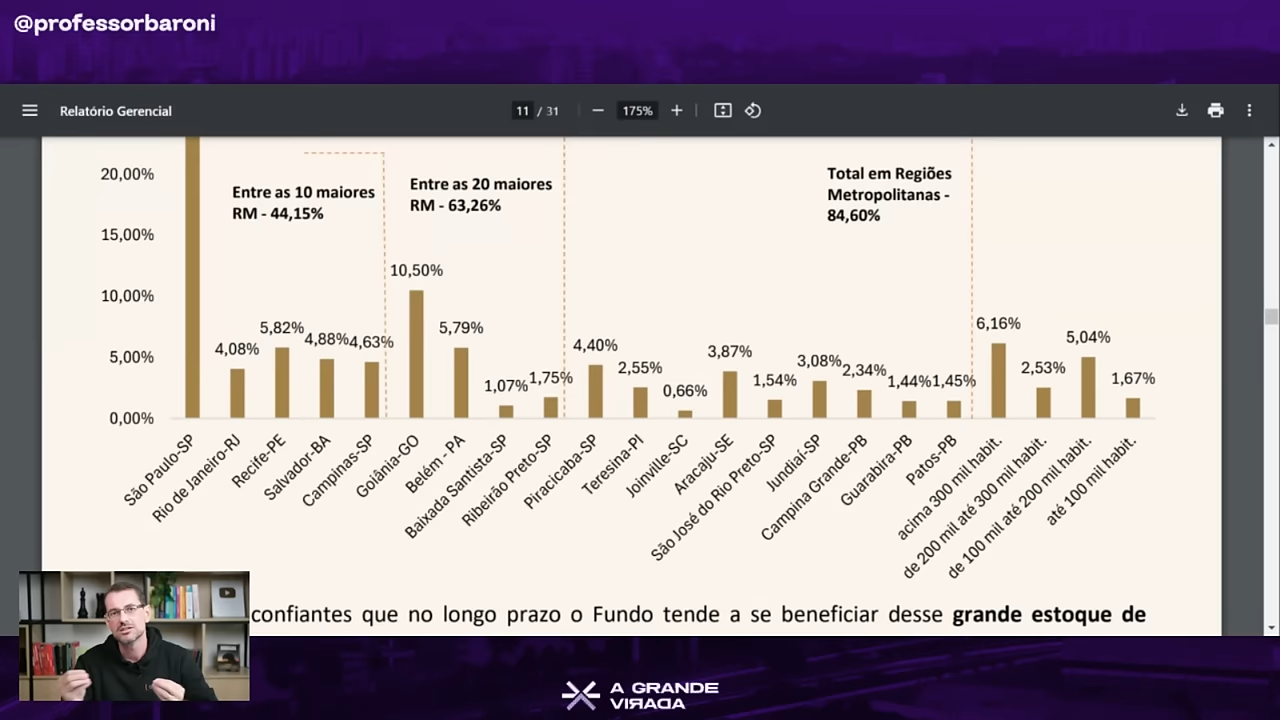 @professorbaroni
Relatório Gerencial
11 / 31
175%
20,00%
15,00%
10,00%
5,00%
0,00%
Entre as 10 maiores
RM - 44,15%
Entre as 20 maiores
RM - 63,26%
Total em Regiões
Metropolitanas -
84,60%
4,08%
5,82%
4,88%
4,63%
10,50%
5,79%
1,07%
1,75%
4,40%
2,55%
0,66%
3,87%
1,54%
3,08%
2,34%
1,44%
1,45%
6,16%
2,53%
5,04%
1,67%
São Paulo-SP
Rio de Janeiro-RJ
Recife-PE
Salvador-BA
Campinas-SP
Goiânia-GO
Belém - PA
Baixada Santista-SP
Ribeirão Preto-SP
Piracicaba-SP
Teresina-PI
Joinville-SC
Aracaju-SE
São José do Rio Preto-SP
Jundiaí-SP
Campina Grande-PB
Guarabira-PB
Patos-PB
acima 300 mil habit.
de 200 mil até 300 mil habit.
de 100 mil até 200 mil habit.
até 100 mil habit.
confiantes que no longo prazo o Fundo tende a se beneficiar desse grande estoque de
A GRANDE
VIRADA